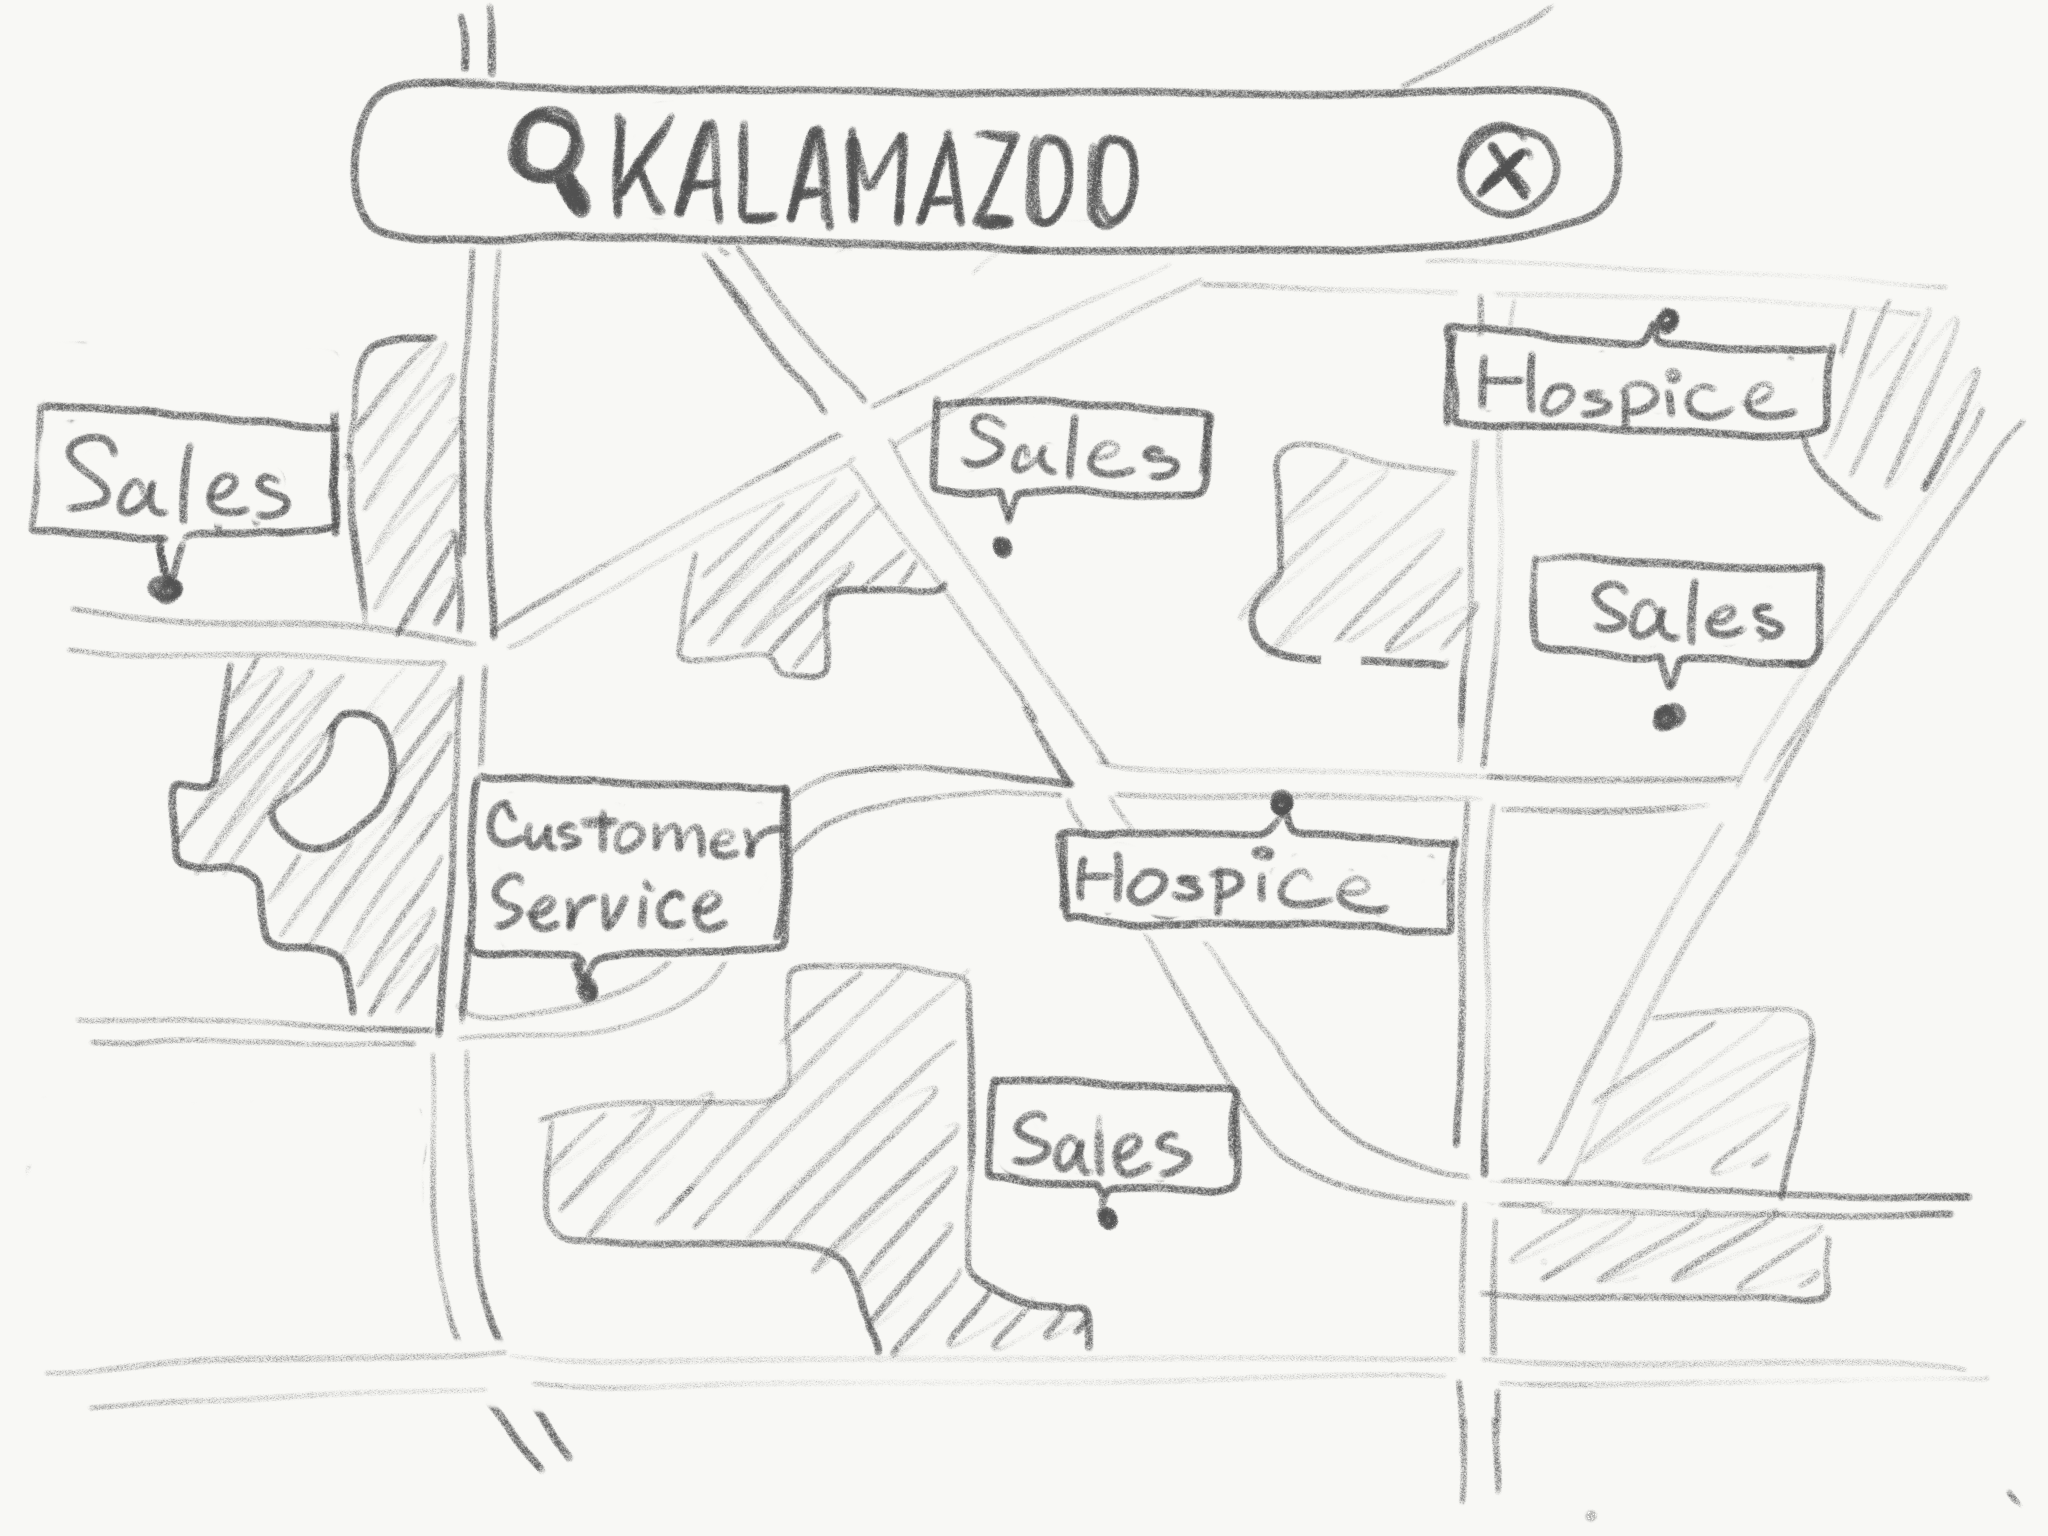 KALAMAZOO
Hospice
Sales
Sales
Sales
Customer
Service
Hospice
Sales